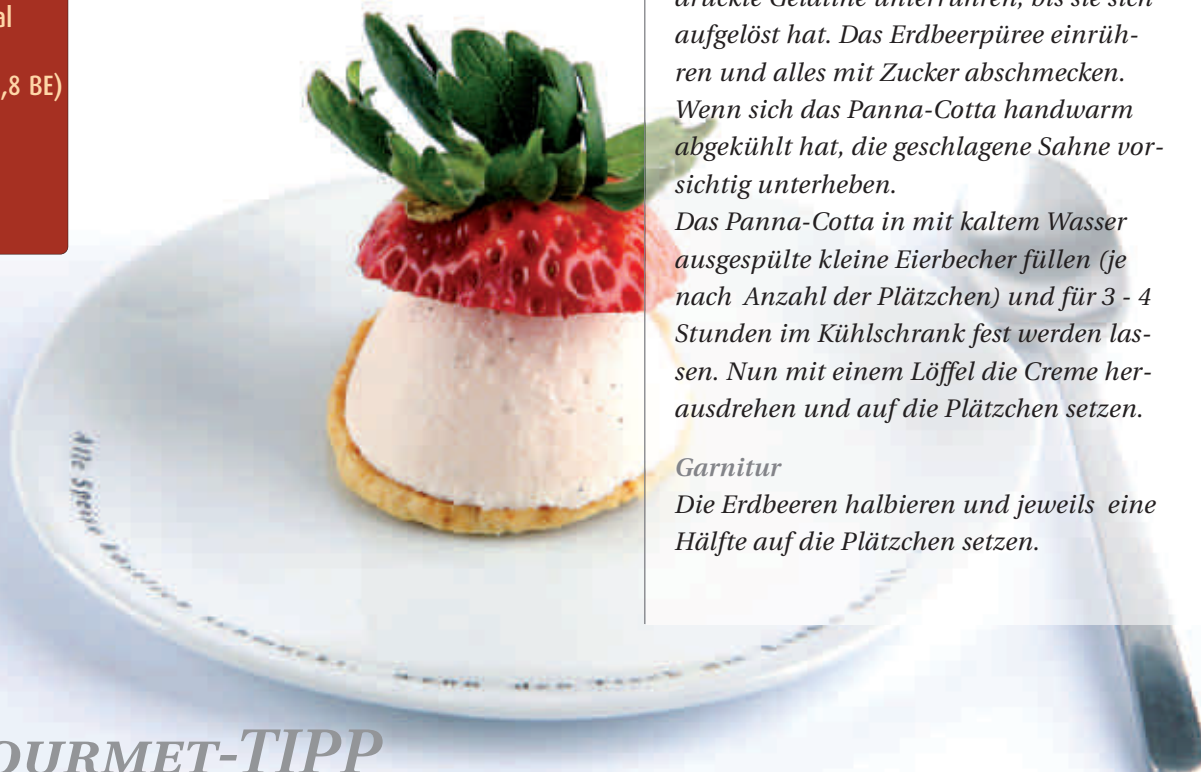 al
,8 BE)
drückte Gelatine unterrühren, bis sie sich
aufgelöst hat. Das Erdbeerpüree einrüh-
ren und alles mit Zucker abschmecken.
Wenn sich das Panna-Cotta handwarm
abgekühlt hat, die geschlagene Sahne vor-
sichtig unterheben.
Das Panna-Cotta in mit kaltem Wasser
ausgespülte kleine Eierbecher füllen (je
nach Anzahl der Plätzchen) und für 3 - 4
Stunden im Kühlschrank fest werden las-
sen. Nun mit einem Löffel die Creme her-
ausdrehen und auf die Plätzchen setzen.
Garnitur
Die Erdbeeren halbieren und jeweils eine
Hälfte auf die Plätzchen setzen.
Alle Speise
OURMET-TIPP